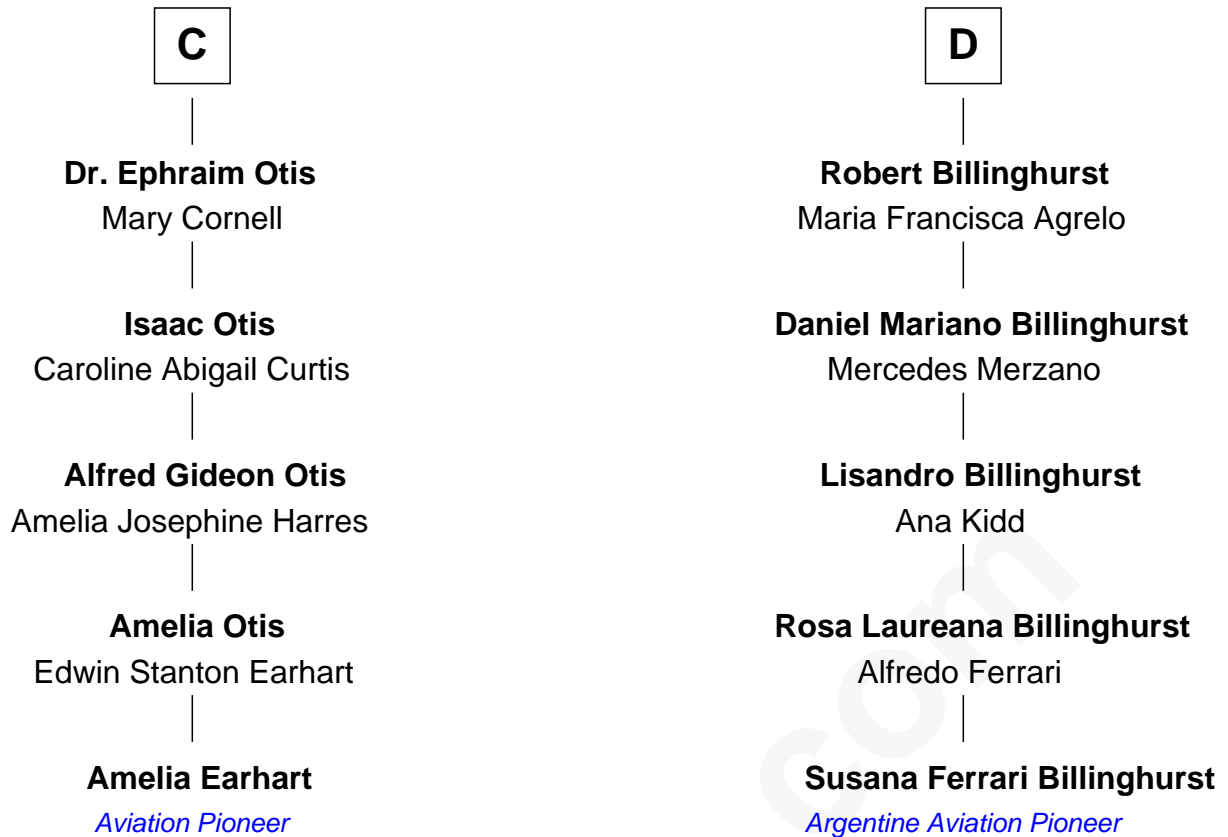 C
Dr. Ephraim Otis
Mary Cornell
Isaac Otis
Caroline Abigail Curtis
Alfred Gideon Otis
Amelia Josephine Harres
Amelia Otis
Edwin Stanton Earhart
Amelia Earhart
Aviation Pioneer
D
Robert Billinghurst
Maria Francisca Agrelo
Daniel Mariano Billinghurst
Mercedes Merzano
Lisandro Billinghurst
Ana Kidd
Rosa Laureana Billinghurst
Alfredo Ferrari
Susana Ferrari Billinghurst
Argentine Aviation Pioneer
com